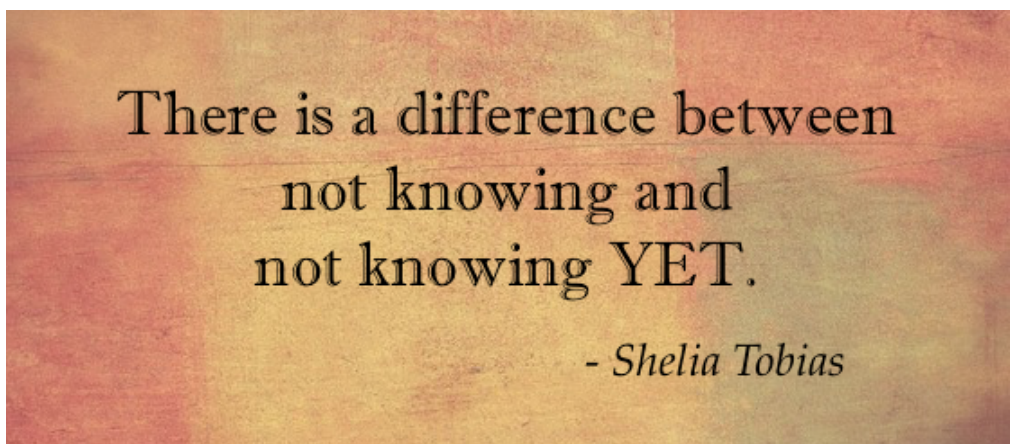 There is a difference between
not knowing and
not knowing YET.
- Shelia Tobias